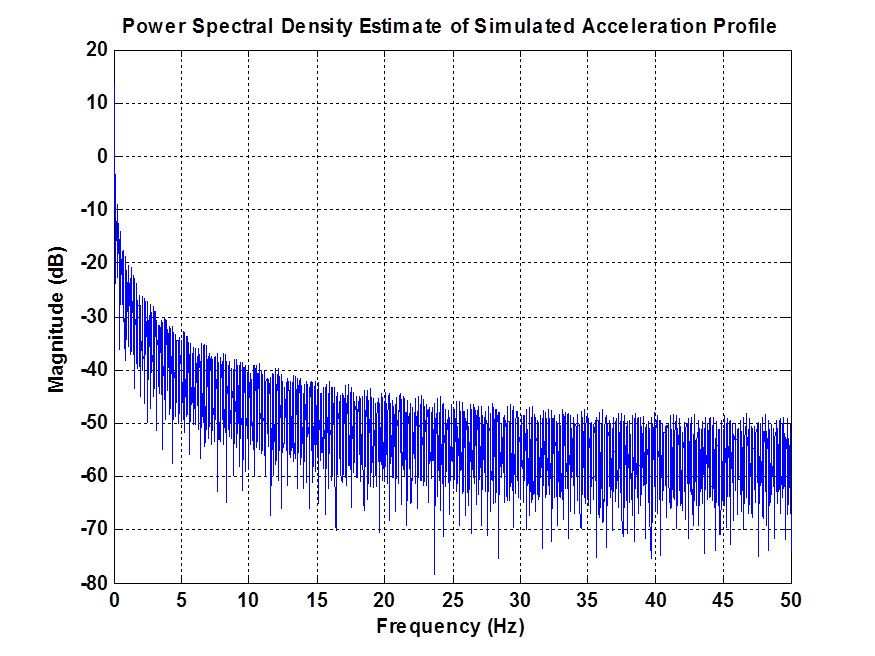 Power Spectral Density Estimate of Simulated Acceleration Profile
20
10
0
-10
-20
-30
-40
-50
-60
-70
-80
Magnitude (dB)
0 5 10 15 20 25 30 35 40 45 50
Frequency (Hz)